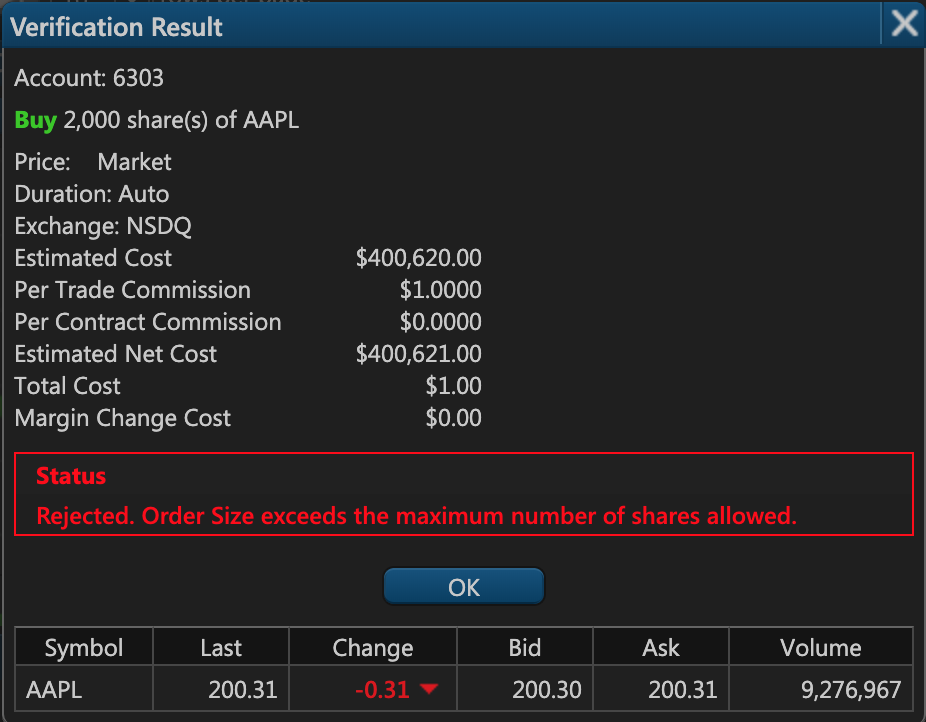 Verification Result
Account: 6303
Buy 2,000 share(s) of AAPL
Price: Market
Duration: Auto
Exchange: NSDQ
Estimated Cost $400,620.00
Per Trade Commission $1.0000
Per Contract Commission $0.0000
Estimated Net Cost $400,621.00
Total Cost $1.00
Margin Change Cost $0.00
Status
Rejected. Order Size exceeds the maximum number of shares allowed.
OK
Symbol Last Change Bid Ask Volume
AAPL 200.31 -0.31 200.30 200.31 9,276,967